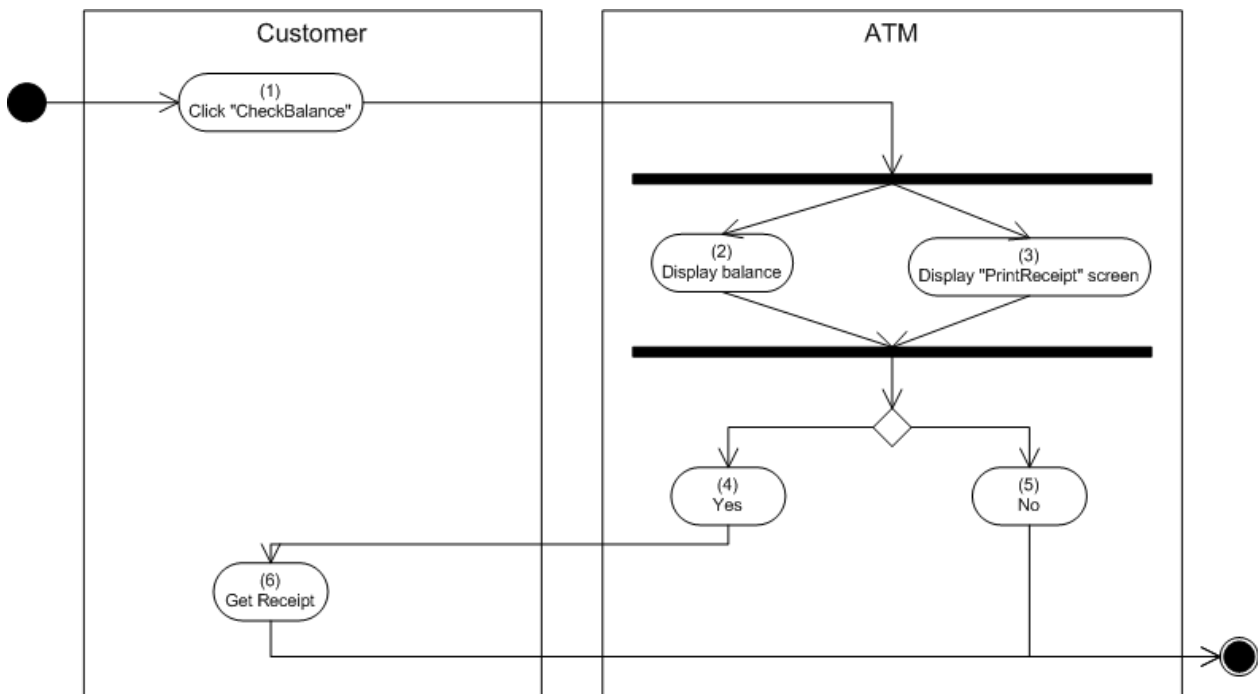 Customer
ATM
(1)
Click "CheckBalance"
(2)
Display balance
(3)
Display "PrintReceipt" screen
(4)
Yes
(5)
No
(6)
Get Receipt